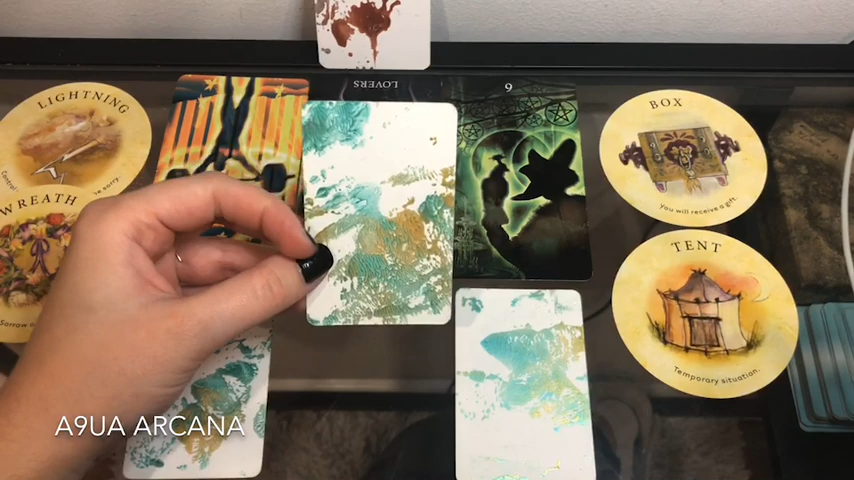 LIGHTNING
WREATH
LOVERS
9
BOX
You will receive a gift.
TENT
Temporary situation.
A9UA ARCANA